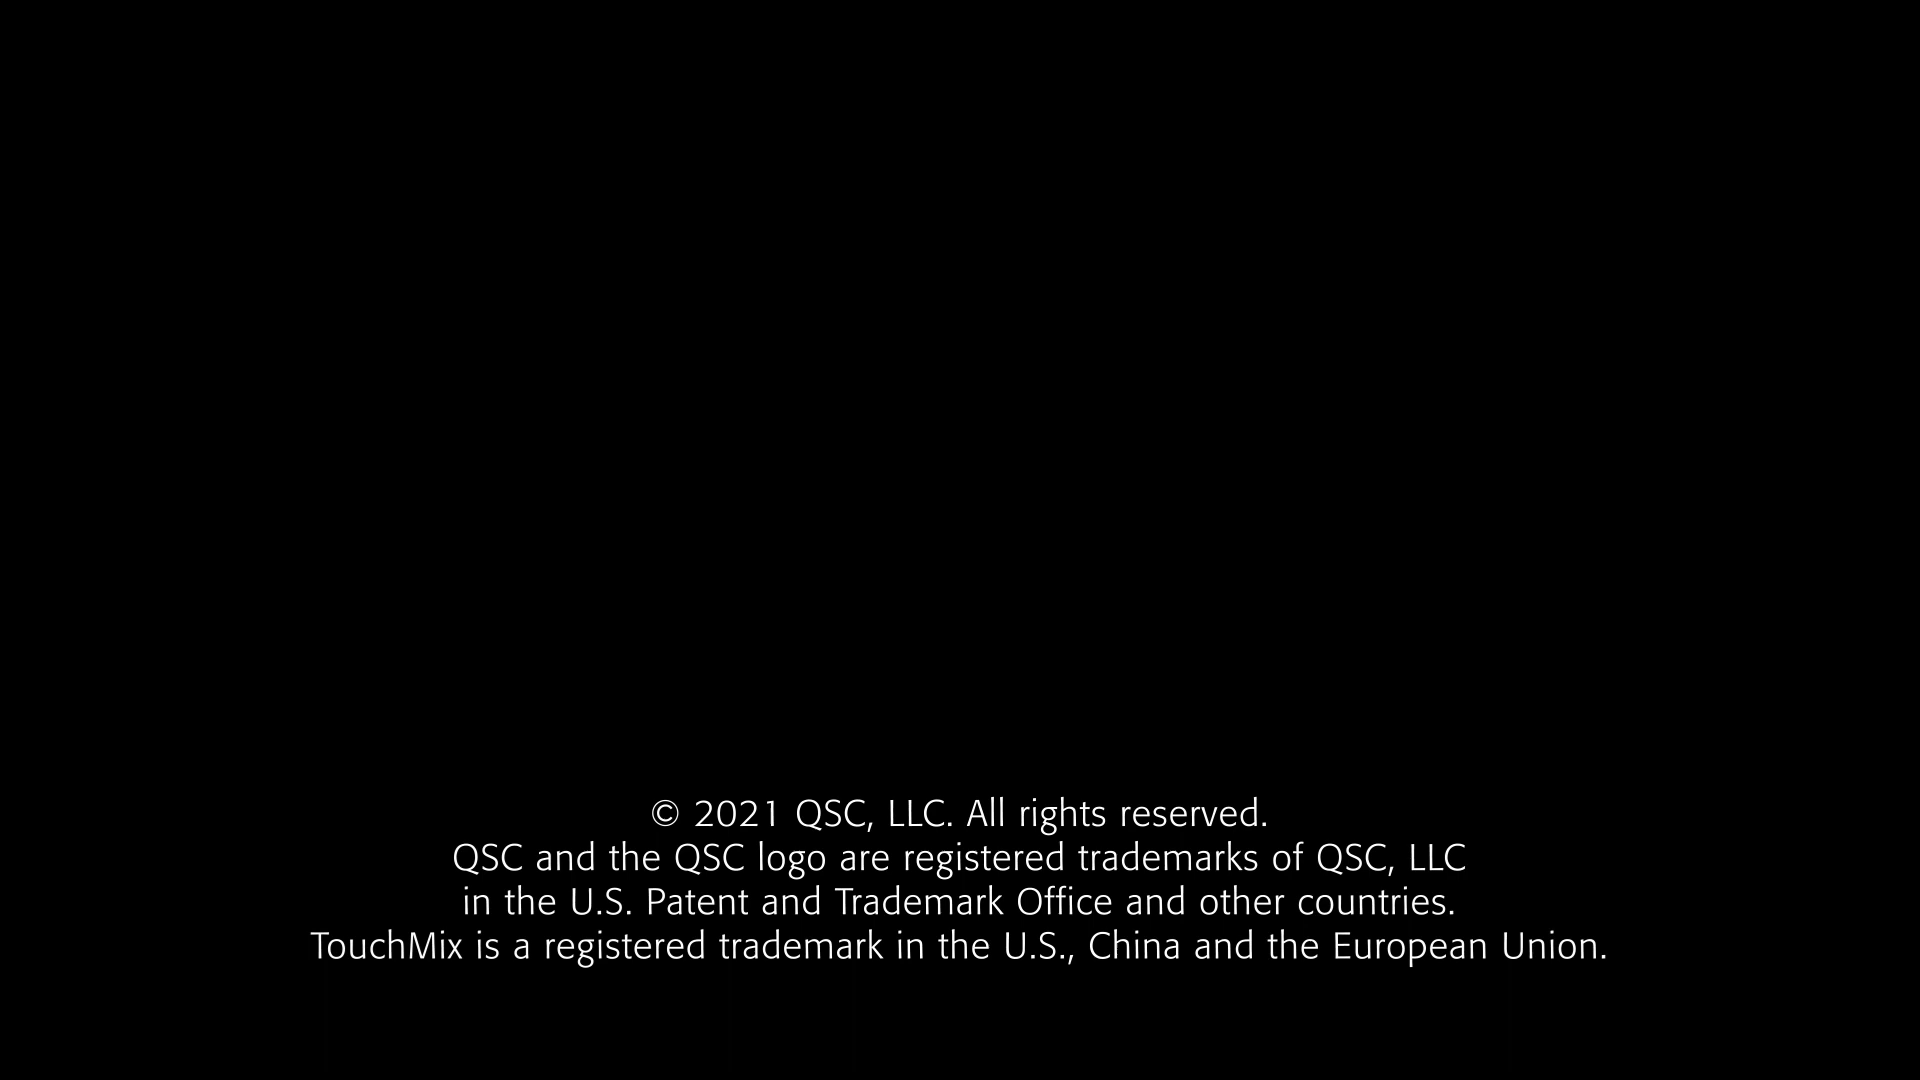 © 2021 QSC, LLC. All rights reserved.
QSC and the QSC logo are registered trademarks of QSC, LLC
in the U.S. Patent and Trademark Office and other countries.
TouchMix is a registered trademark in the U.S., China and the European Union.